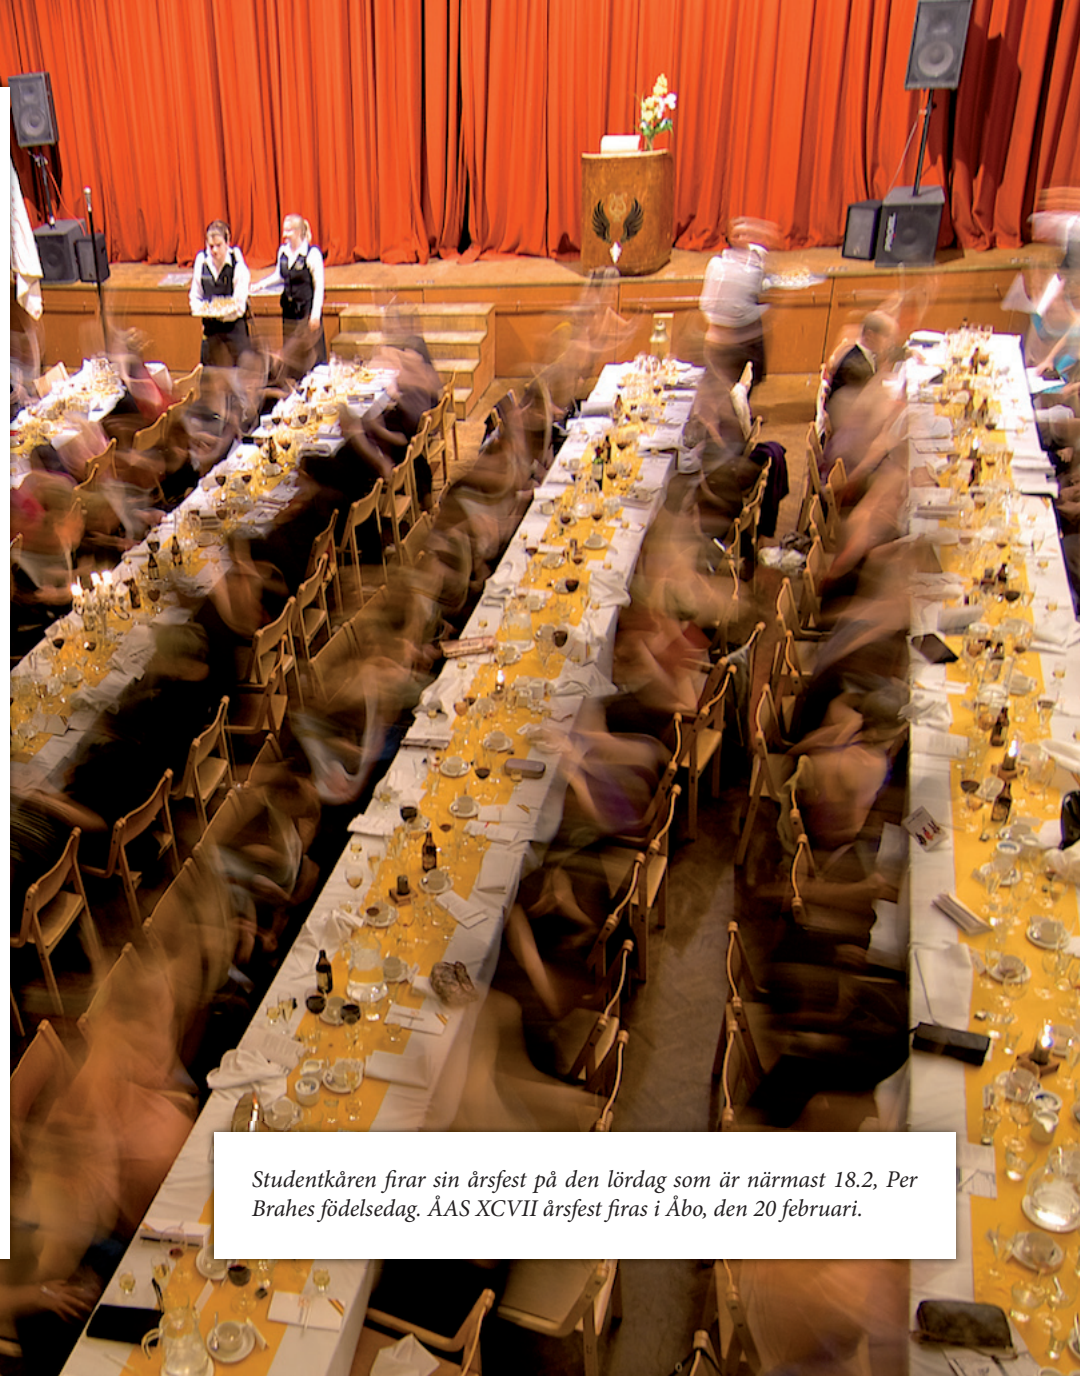 Studentkåren firar sin årsfest på den lördag som är närmast 18.2, Per
Brahes födelsedag. ÅAS XCVII årsfest firas i Åbo, den 20 februari.